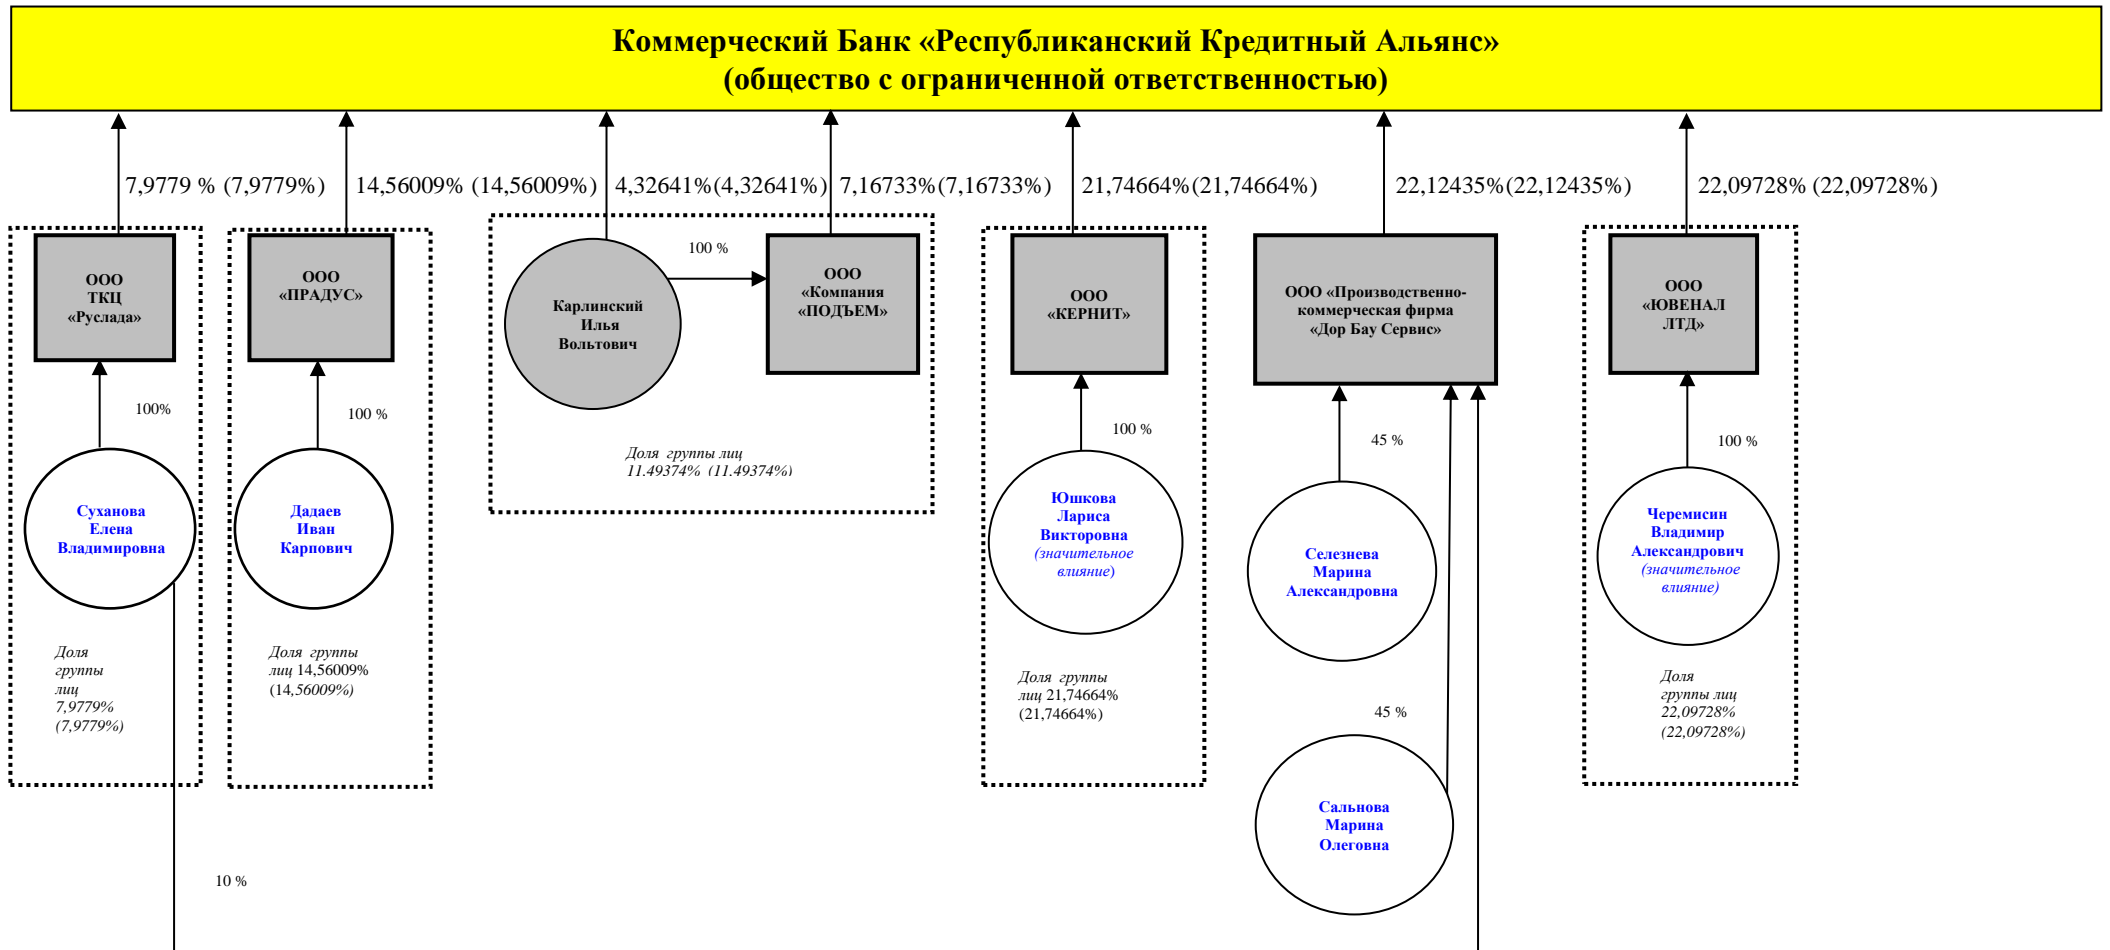 Коммерческий Банк «Республиканский Кредитный Альянс»
(общество с ограниченной ответственностью)
7,9779 % (7,9779%)
14,56009% (14,56009%)
4,32641%(4,32641%)
7,16733%(7,16733%)
21,74664%(21,74664%)
22,12435%(22,12435%)
22,09728% (22,09728%)
ООО
ТКЦ
«Руслада»
ООО
«ПРАДУС»
Карлинский
Илья
Вольтович
100 %
ООО
«Компания
«ПОДЪЕМ»
ООО
«КЕРНИТ»
ООО «Производственно-
коммерческая фирма
«Дор Бау Сервис»
ООО
«ЮВЕНАЛ
ЛТД»
100%
100 %
Доля группы лиц
11.49374% (11.49374%)
100 %
45 %
100 %
Суханова
Елена
Владимировна
Дадаев
Иван
Карпович
Юшкова
Лариса
Викторовна
(значительное
влияние)
Селезнева
Марина
Александровна
Черемисин
Владимир
Александрович
(значительное
влияние)
Доля
группы
лиц
7,9779%
(7,9779%)
Доля группы
лиц 14,56009%
(14,56009%)
Доля группы
лиц 21,74664%
(21,74664%)
45 %
Доля
группы лиц
22,09728%
(22,09728%)
Сальнова
Марина
Олеговна
10 %